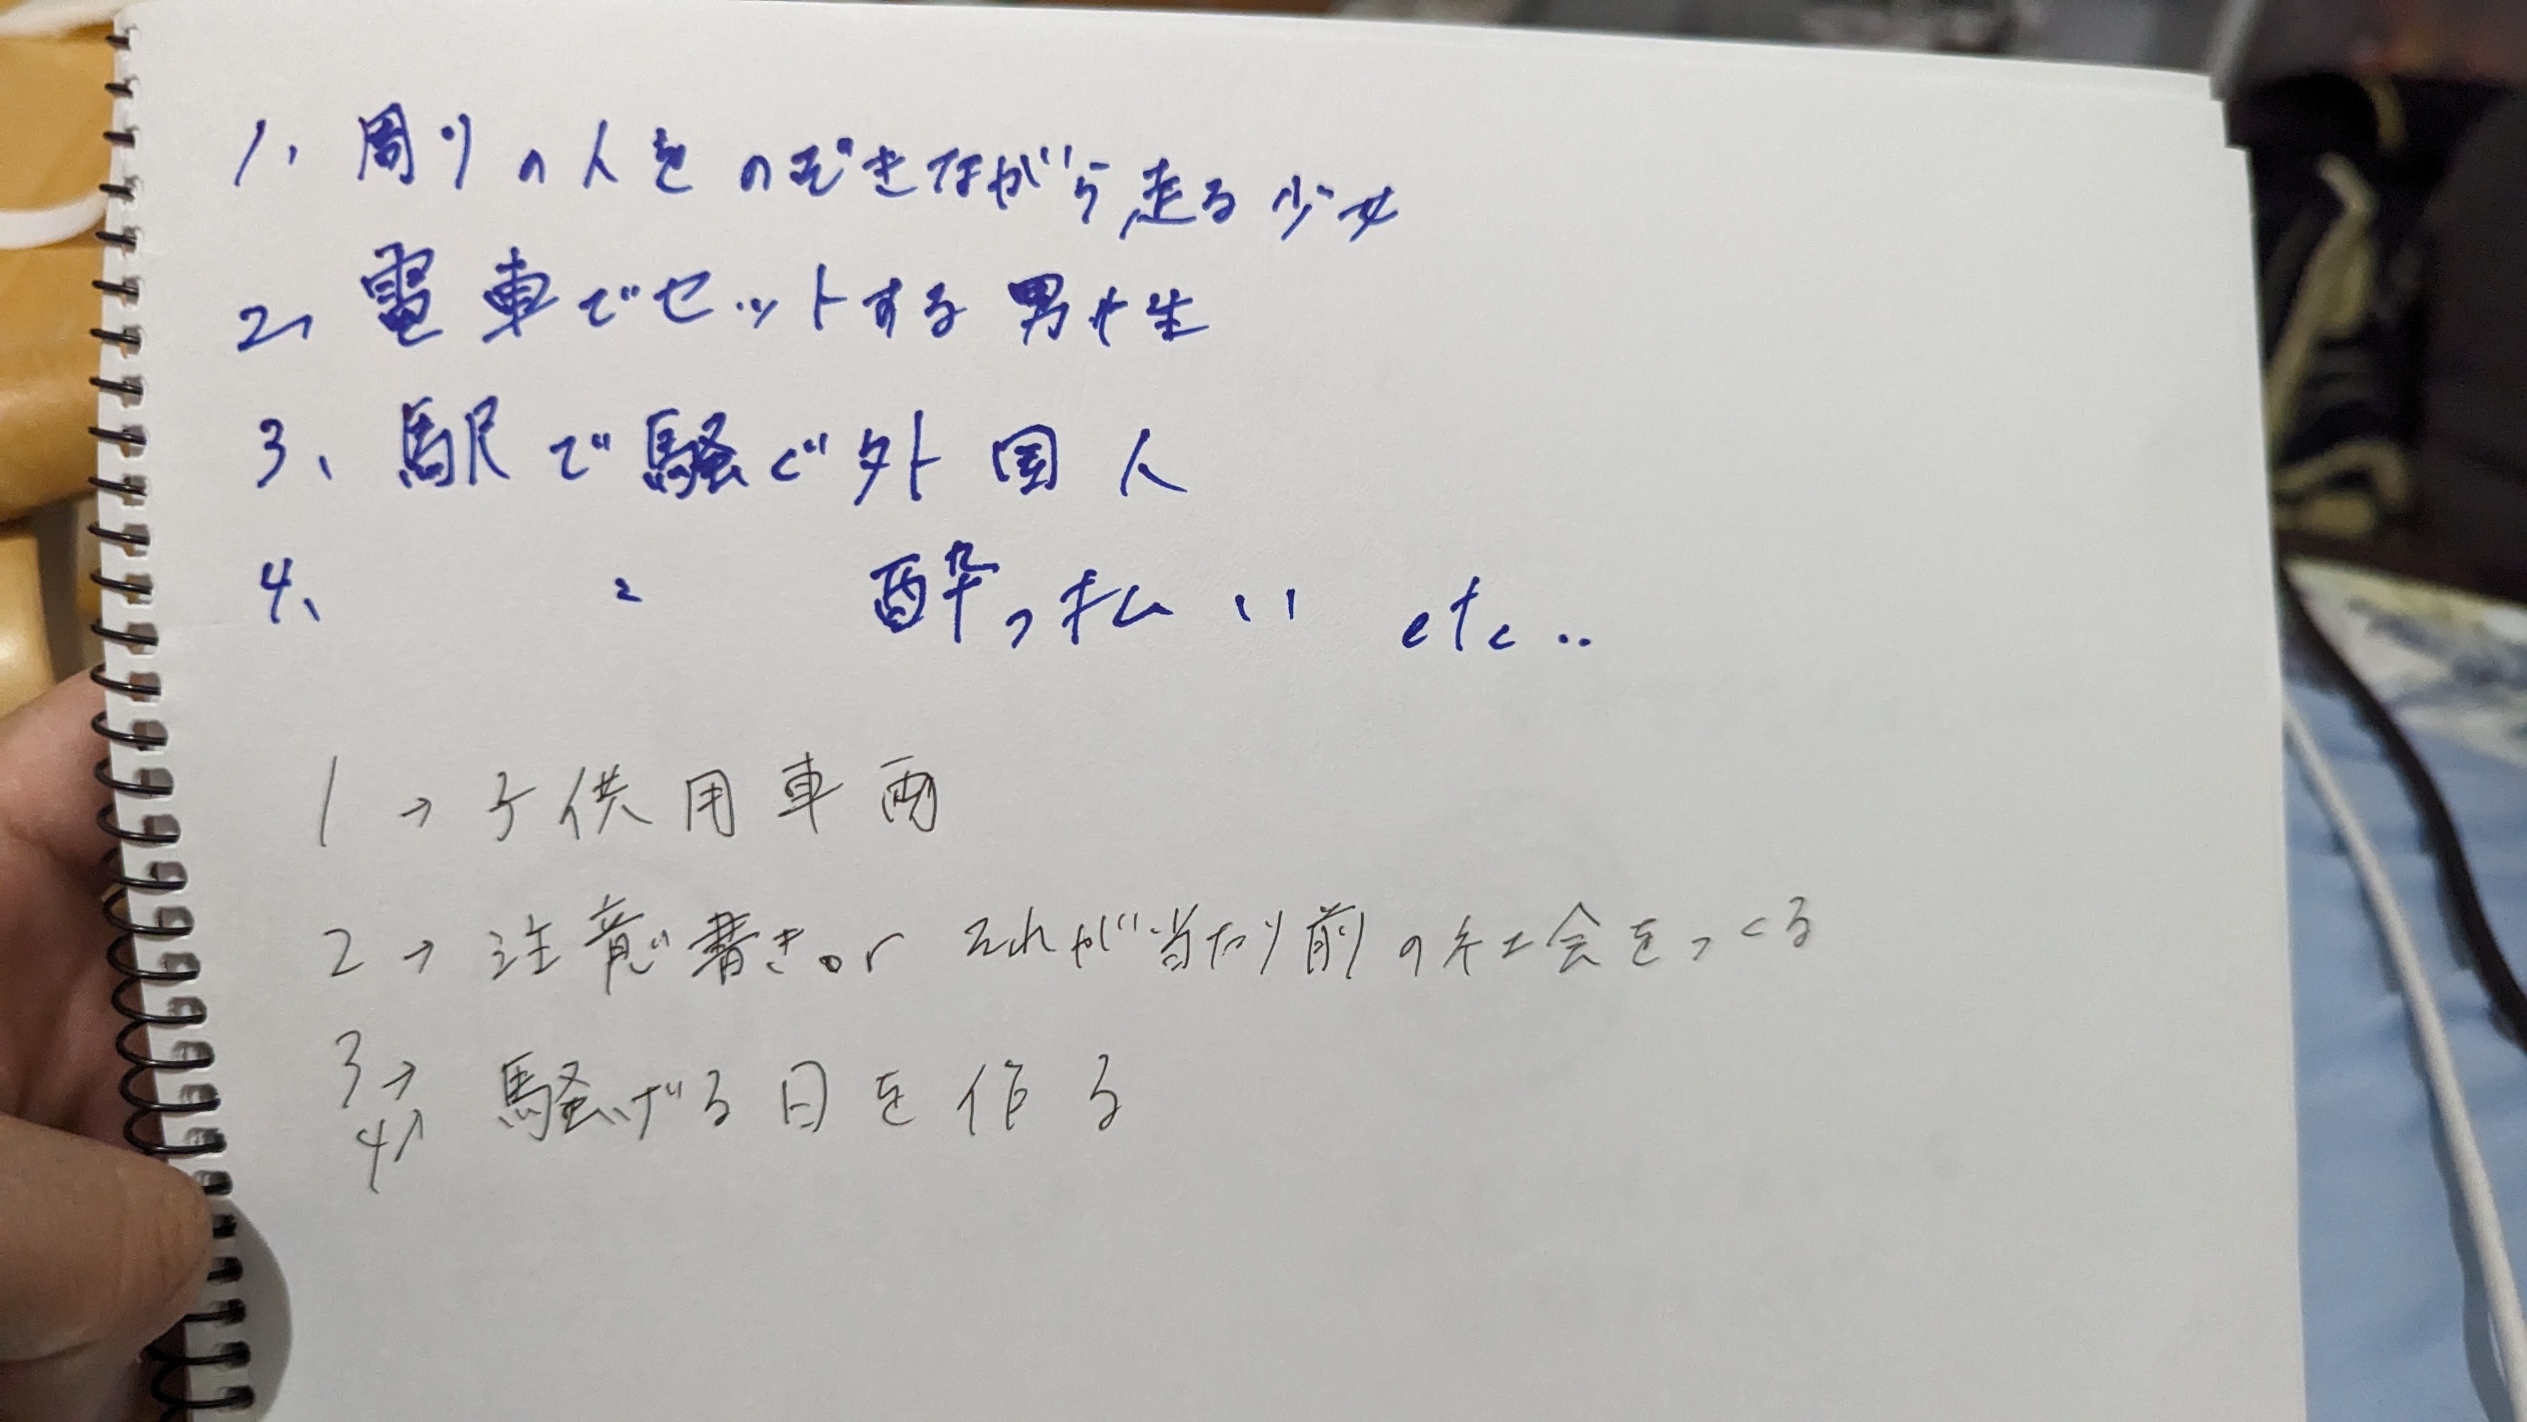 1、周りの人をのぞきながら走る少女
2、電車でセットする男性
3、駅で騒ぐ外国人
4、 〃 酔っ払い etc..
1→子供用車両
2→注意書き or それが当たり前の社会をつくる
3→
4→ 騒げる日を作る